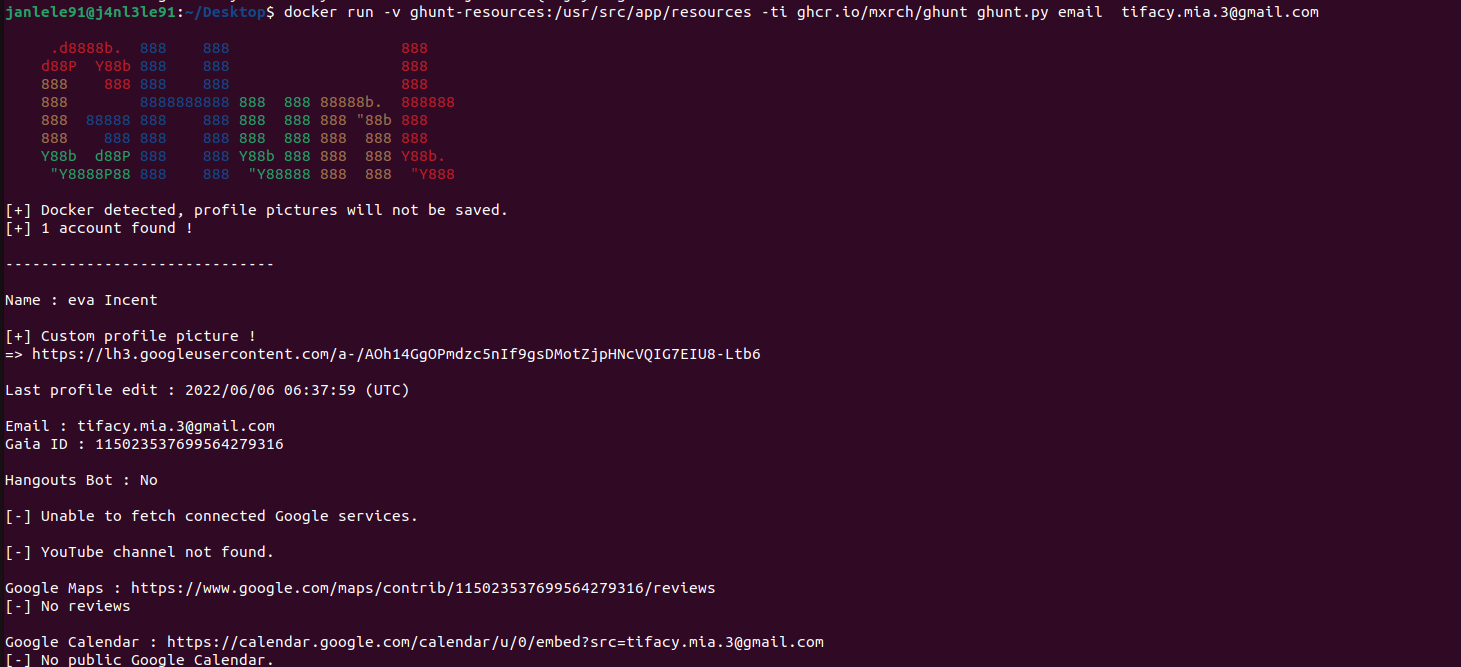 janlele91@j4nl3le91:~/Desktop$ docker run -v ghunt-resources:/usr/src/app/resources -ti ghcr.io/mxrch/ghunt ghunt.py email  tifacy.mia.3@gmail.com
     .d8888b.  888    888                   888
    d88P  Y88b 888    888                   888
    888    888 888    888                   888
    888        8888888888 888  888 88888b.  888888
    888  88888 888    888 888  888 888 "88b 888
    888    888 888    888 888  888 888  888 888
    Y88b  d88P 888    888 Y88b 888 888  888 Y88b.
     "Y8888P88 888    888  "Y88888 888  888  "Y888
[+] Docker detected, profile pictures will not be saved.
[+] 1 account found !
------------------------------
Name : eva Incent
[+] Custom profile picture !
=> https://lh3.googleusercontent.com/a-/AOh14GgOPmdzc5nIf9gsDMotZjpHNcVQIG7EIU8-Ltb6
Last profile edit : 2022/06/06 06:37:59 (UTC)
Email : tifacy.mia.3@gmail.com
Gaia ID : 115023537699564279316
Hangouts Bot : No
[-] Unable to fetch connected Google services.
[-] YouTube channel not found.
Google Maps : https://www.google.com/maps/contrib/115023537699564279316/reviews
[-] No reviews
Google Calendar : https://calendar.google.com/calendar/u/0/embed?src=tifacy.mia.3@gmail.com
[-] No public Google Calendar.